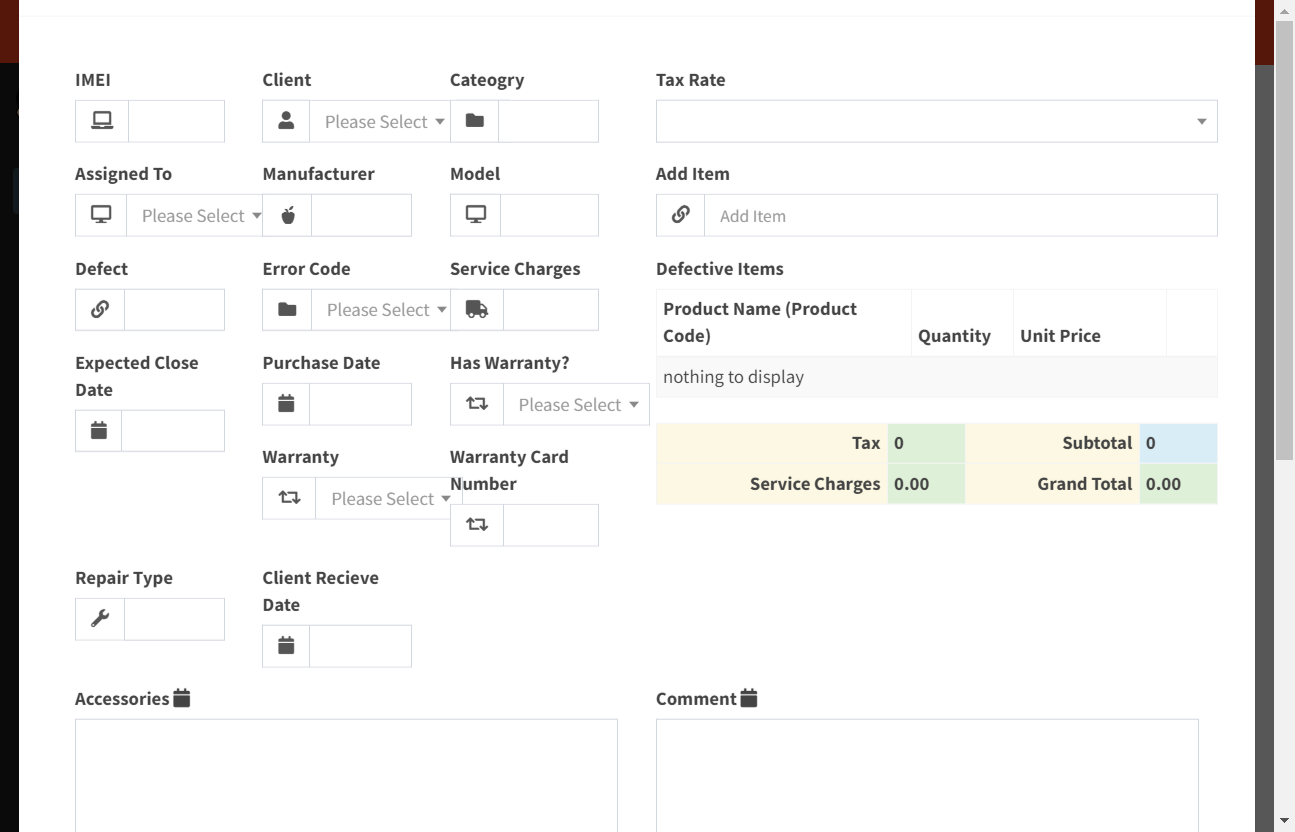 IMEI
Client
Cateogry
Tax Rate
Please Select
Assigned To
Manufacturer
Model
Add Item
Please Select
Add Item
Defect
Error Code
Service Charges
Defective Items
Please Select
Product Name (Product
Code)
Quantity
Unit Price
Expected Close
Date
Purchase Date
Has Warranty?
nothing to display
Please Select
Tax 0 Subtotal 0
Warranty
Warranty Card
Number
Service Charges 0.00 Grand Total 0.00
Please Select
Repair Type
Client Recieve
Date
Accessories
Comment